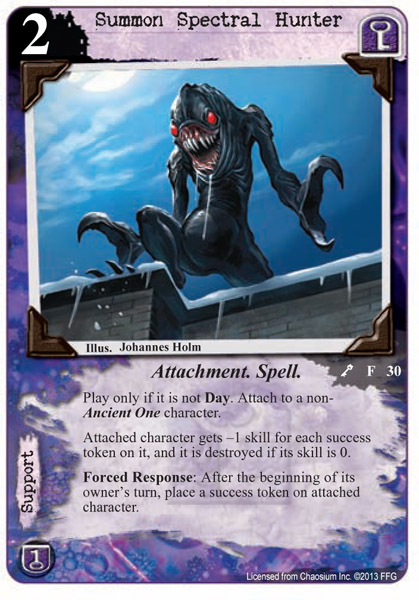 2
Summon Spectral Hunter
Illus. Johannes Holm
Attachment. Spell.
F 30
Play only if it is not Day. Attach to a non-
Ancient One character.
Attached character gets –1 skill for each success
token on it, and it is destroyed if its skill is 0.
Forced Response: After the beginning of its
owner's turn, place a success token on attached
character.
Support
1
Licensed from Chaosium Inc. ©2013 FFG